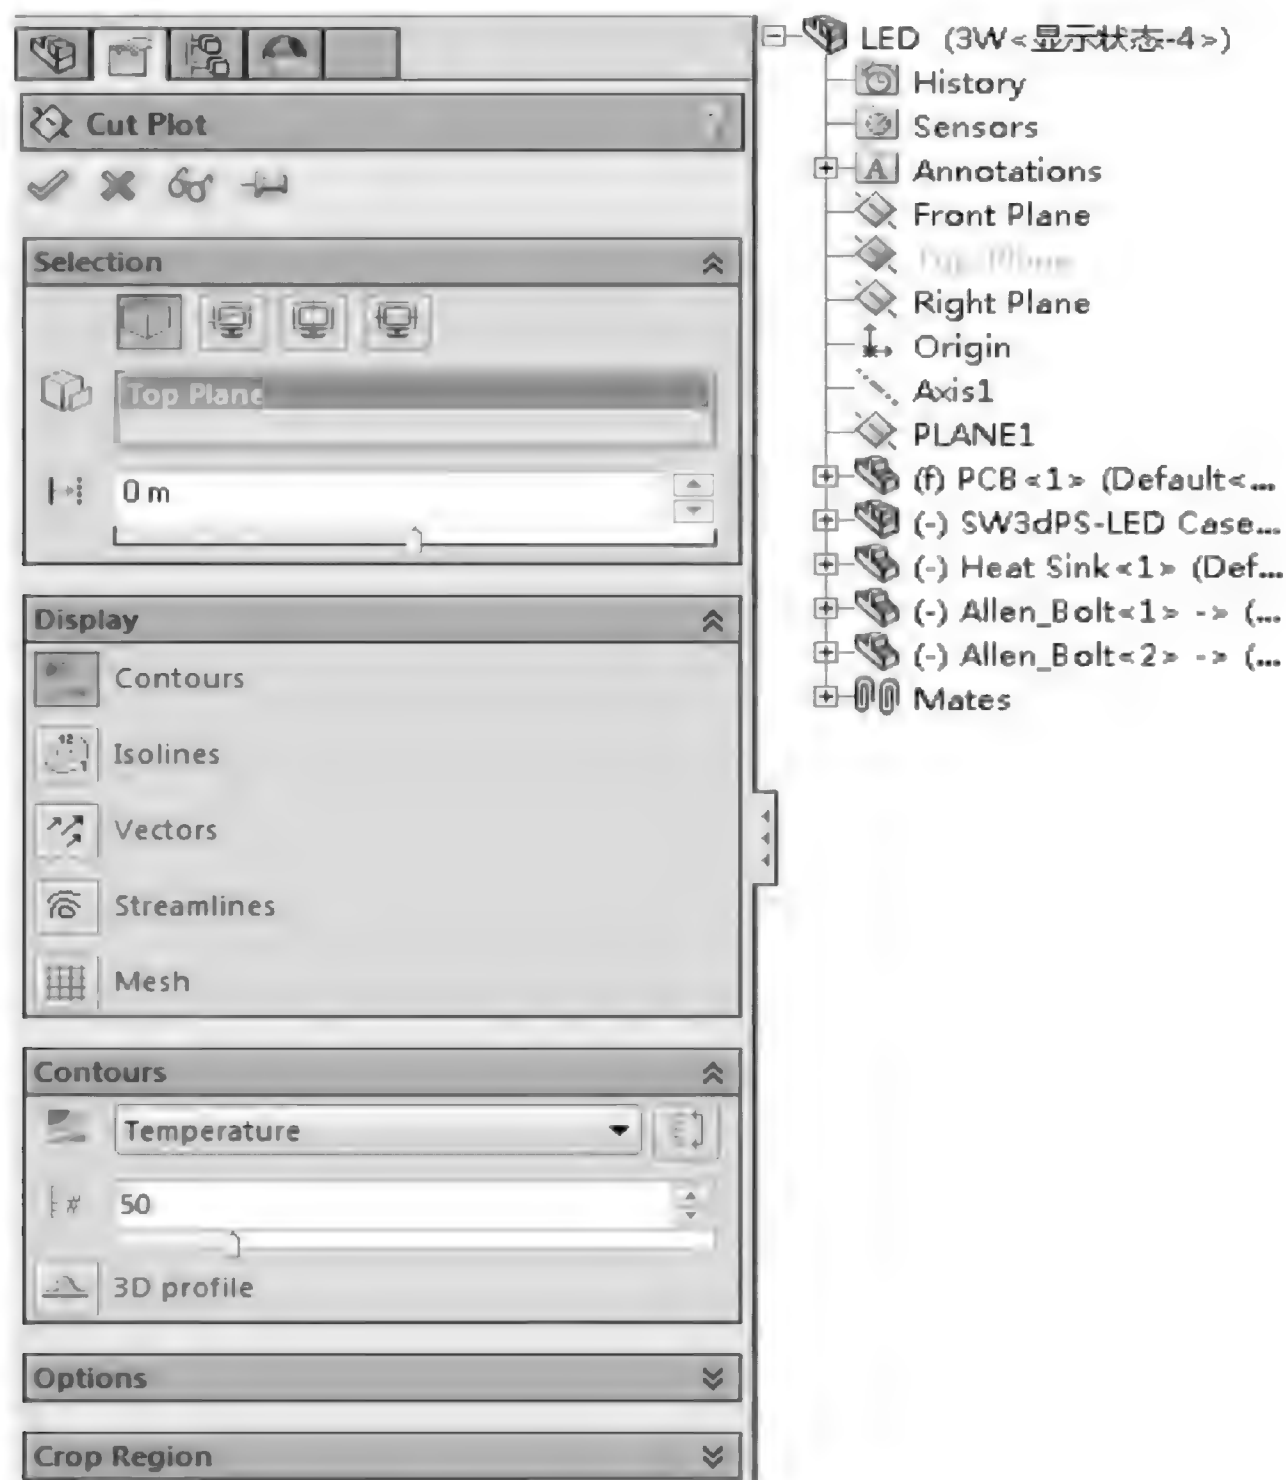 Cut Plot
?
Selection
Top Plane
0 m
Display
Contours
Isolines
Vectors
Streamlines
Mesh
Contours
Temperature
50
3D profile
Options
Crop Region
LED (3W<显示状态-4>)
History
Sensors
Annotations
Front Plane
Top Plane
Right Plane
Origin
Axis1
PLANE1
(f) PCB<1> (Default<...
(-) SW3dPS-LED Case...
(-) Heat Sink<1> (Def...
(-) Allen_Bolt<1> -> (...
(-) Allen_Bolt<2> -> (...
Mates